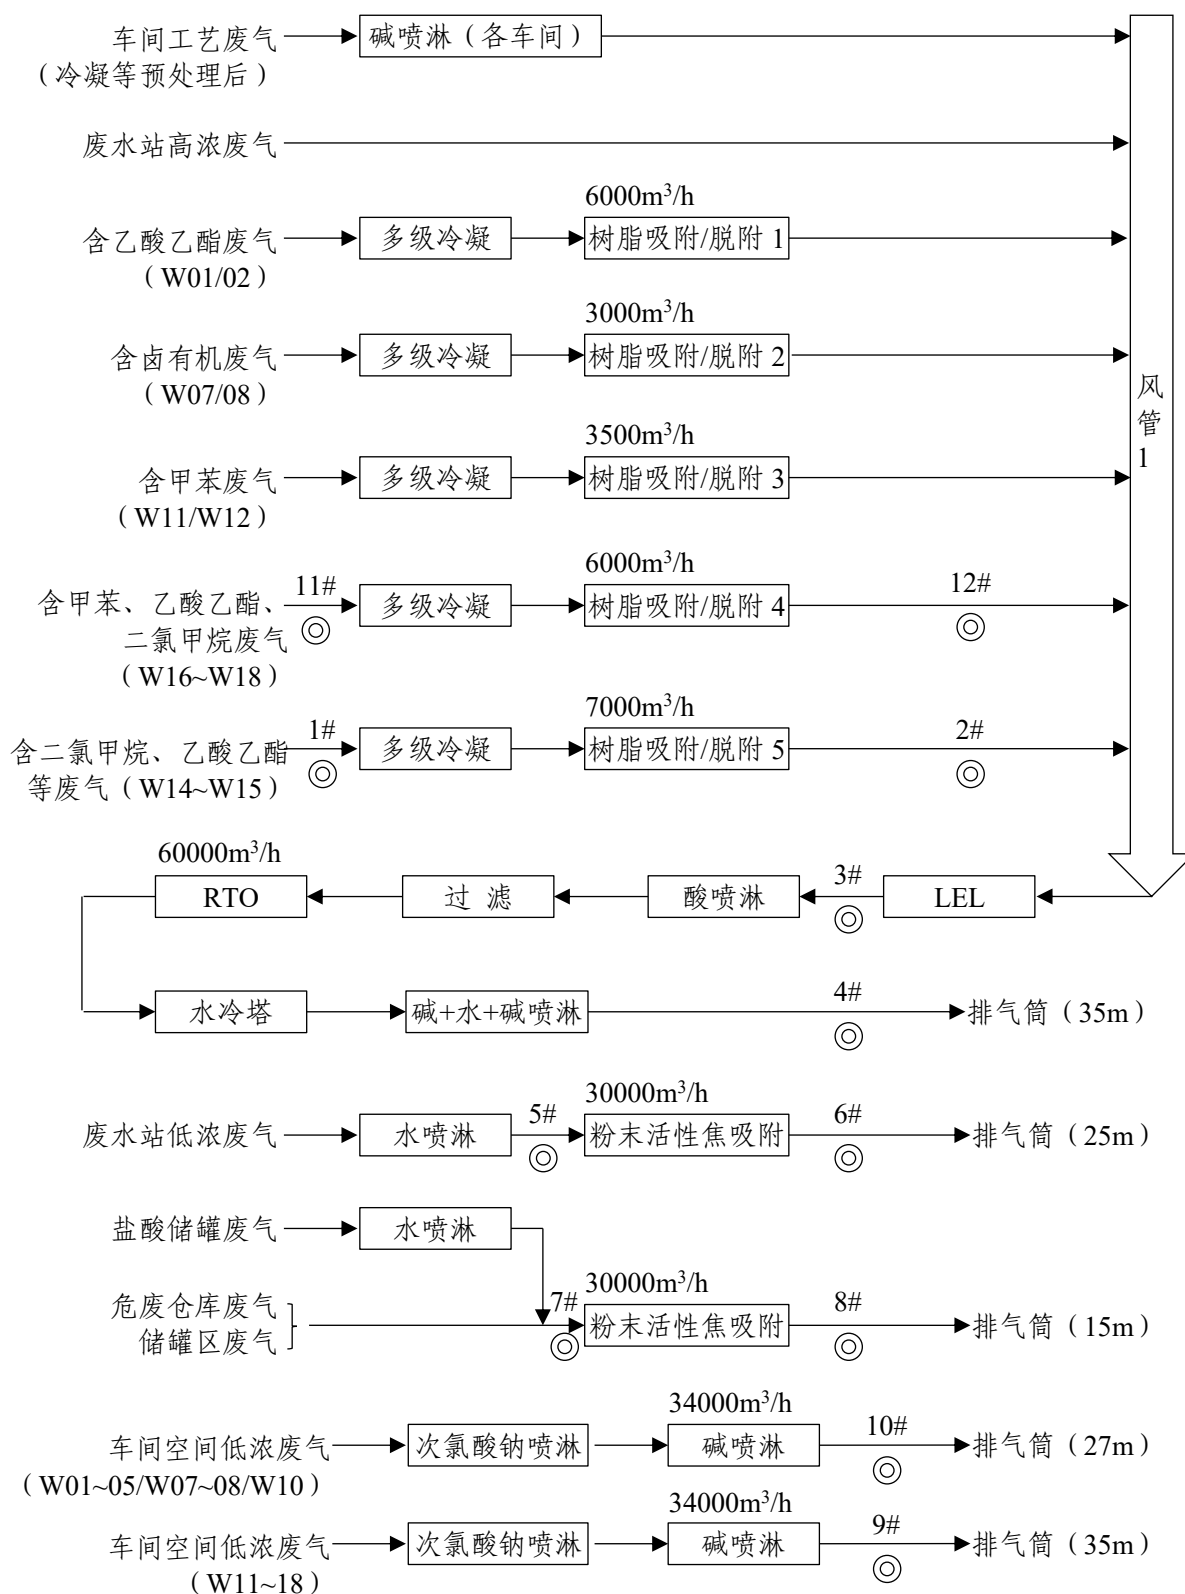 车间工艺废气
（冷凝等预处理后）
碱喷淋（各车间）
废水站高浓废气
6000m³/h
含乙酸乙酯废气
（W01/02）
多级冷凝
树脂吸附/脱附 1
3000m³/h
含卤有机废气
（W07/08）
多级冷凝
树脂吸附/脱附 2
风
管
1
3500m³/h
含甲苯废气
（W11/W12）
多级冷凝
树脂吸附/脱附 3
6000m³/h
11#
12#
含甲苯、乙酸乙酯、
二氯甲烷废气
（W16~W18）
多级冷凝
树脂吸附/脱附 4
7000m³/h
1#
2#
含二氯甲烷、乙酸乙酯
等废气（W14~W15）
多级冷凝
树脂吸附/脱附 5
60000m³/h
RTO
过 滤
酸喷淋
3#
LEL
水冷塔
碱+水+碱喷淋
4#
排气筒（35m）
30000m³/h
废水站低浓废气
水喷淋
5#
粉末活性焦吸附
6#
排气筒（25m）
盐酸储罐废气
水喷淋
30000m³/h
危废仓库废气
储罐区废气
7#
粉末活性焦吸附
8#
排气筒（15m）
34000m³/h
车间空间低浓废气
（W01~05/W07~08/W10）
次氯酸钠喷淋
碱喷淋
10#
排气筒（27m）
34000m³/h
车间空间低浓废气
（W11~18）
次氯酸钠喷淋
碱喷淋
9#
排气筒（35m）